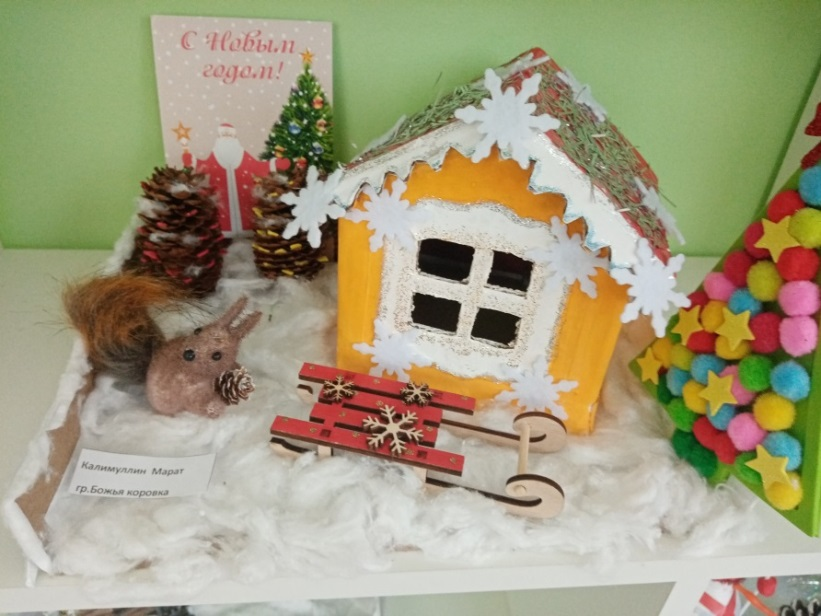 С Новым
годом!
Калимуллин Марат
гр.Божья коровка